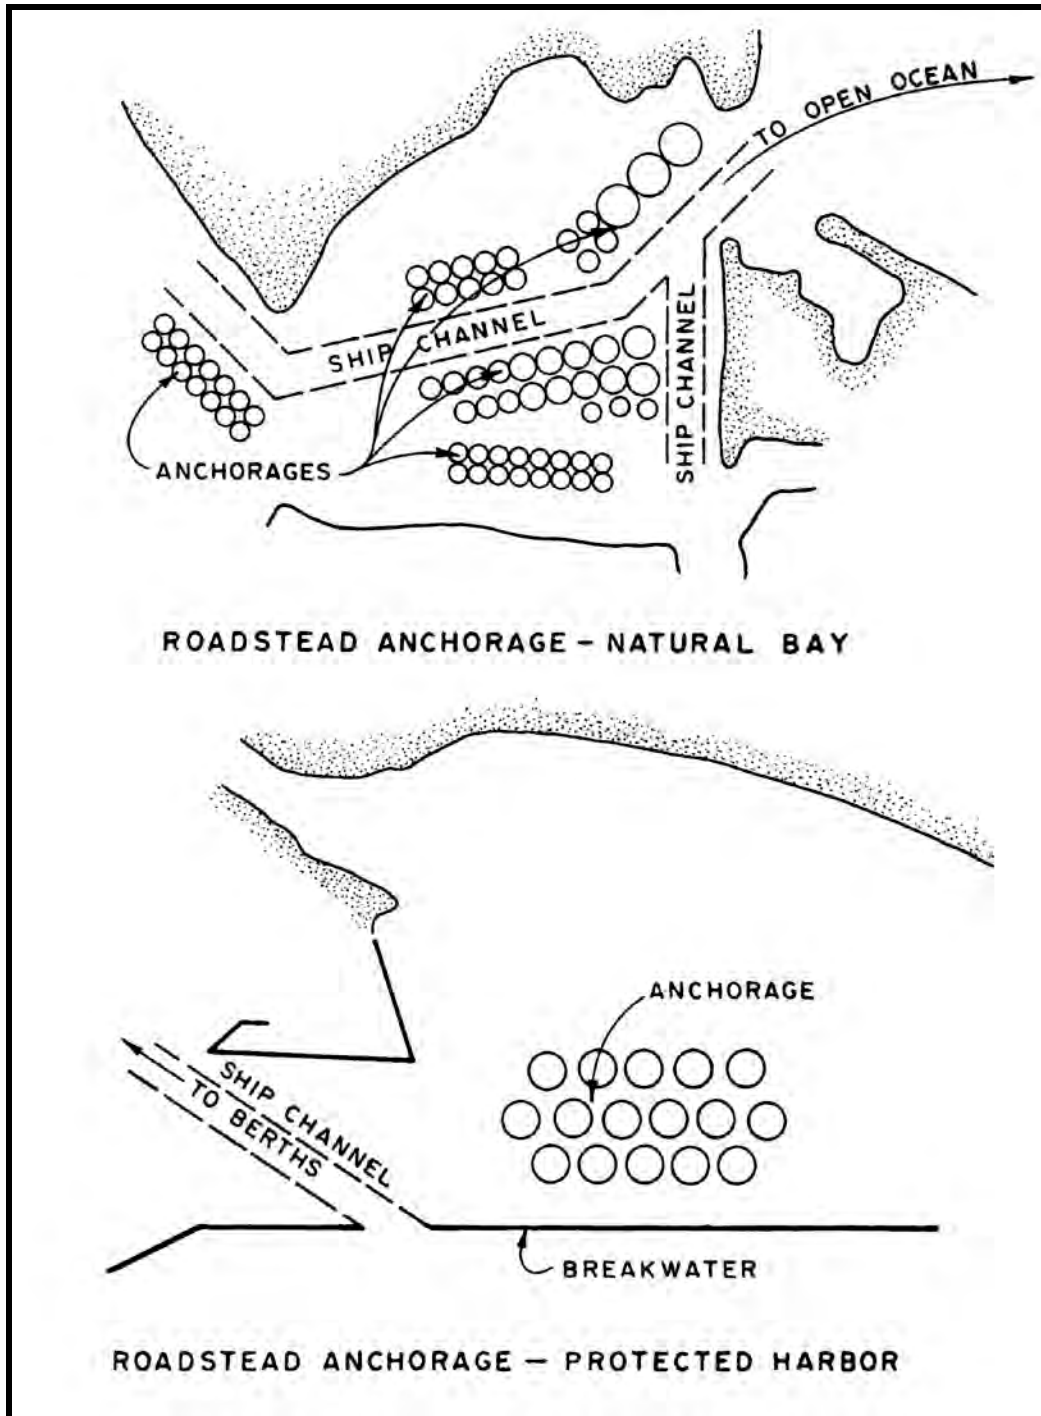 TO OPEN OCEAN
SHIP CHANNEL
SHIP CHANNEL
ANCHORAGES
ROADSTEAD ANCHORAGE – NATURAL BAY
ANCHORAGE
SHIP CHANNEL
TO BERTHS
BREAKWATER
ROADSTEAD ANCHORAGE – PROTECTED HARBOR